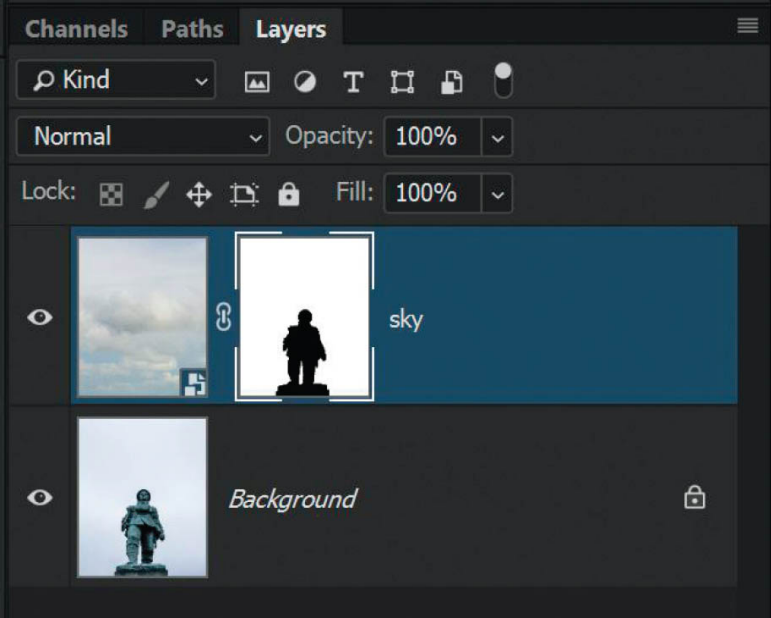 Channels Paths Layers
Kind
Normal Opacity: 100%
Lock: Fill: 100%
sky
Background